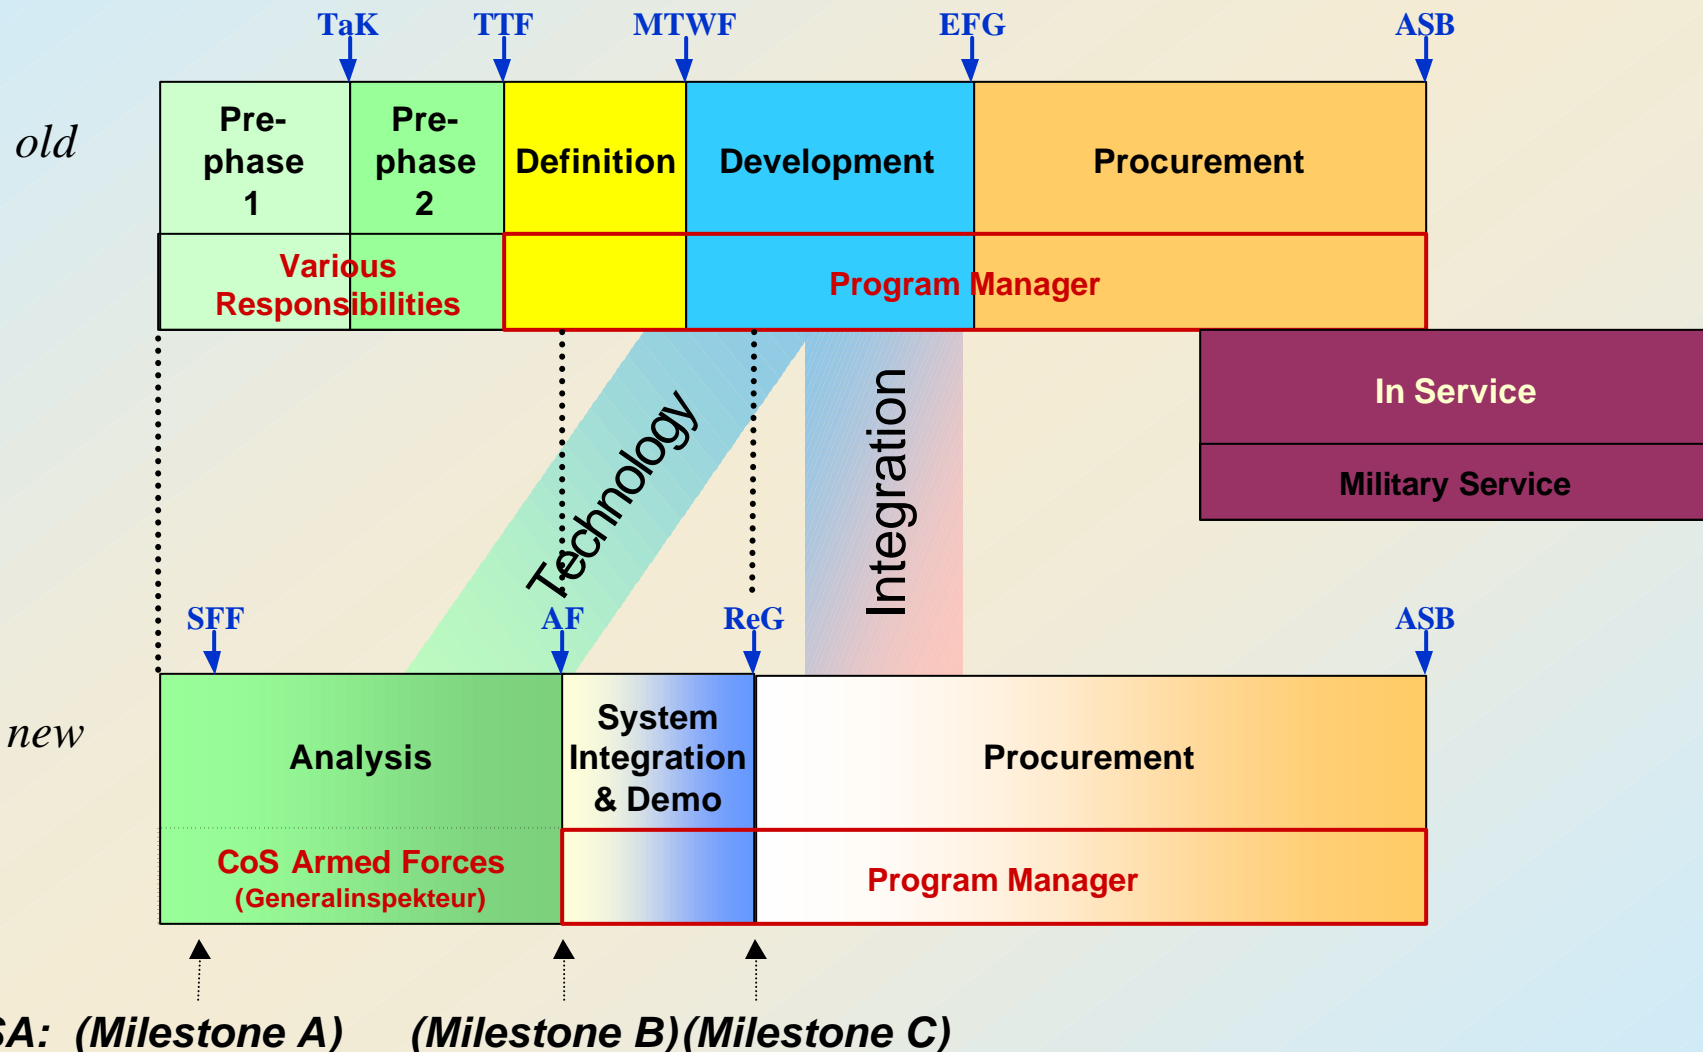 TaK TTF MTWF EFG ASB
old
Pre-
phase
1
Pre-
phase
2
Definition
Development
Procurement
Various
Responsibilities
Program Manager
In Service
Military Service
Technology
Integration
SFF AF ReG ASB
new
Analysis
System
Integration
& Demo
Procurement
CoS Armed Forces
(Generalinspekteur)
Program Manager
SA: (Milestone A) (Milestone B) (Milestone C)